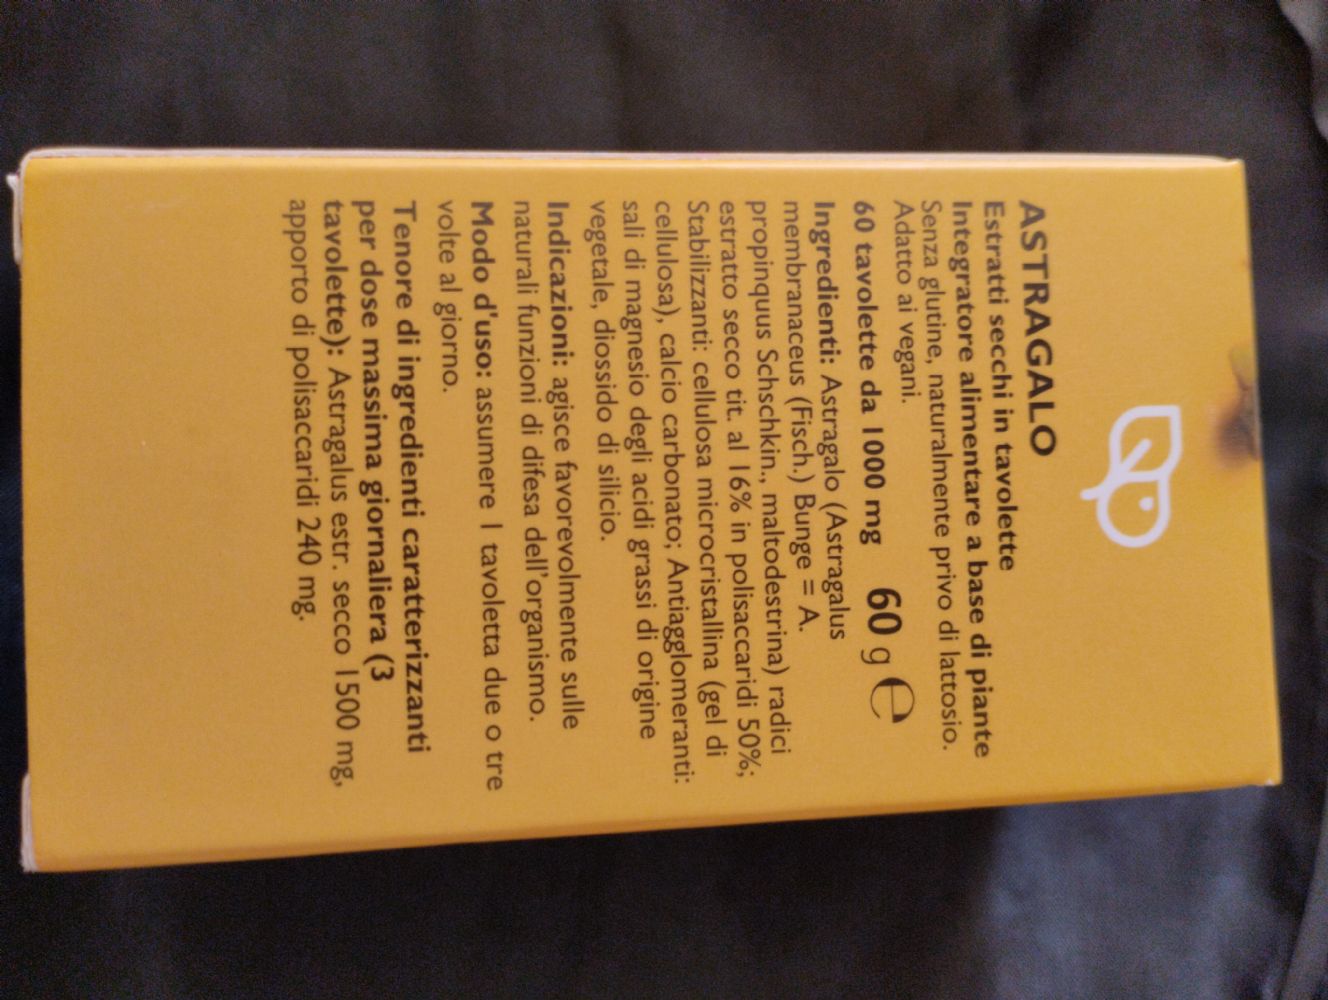 ASTRAGALO
Estratti secchi in tavolette
Integratore alimentare a base di piante
Senza glutine, naturalmente privo di lattosio.
Adatto ai vegani.
60 tavolette da 1000 mg 60 g e
Ingredienti: Astragalo (Astragalus
membranaceus (Fisch.) Bunge = A.
propinquus Schschkin., maltodestrina) radici
estratto secco tit. al 16% in polisaccaridi 50%;
Stabilizzanti: cellulosa microcristallina (gel di
cellulosa), calcio carbonato; Antiagglomeranti:
sali di magnesio degli acidi grassi di origine
vegetale, diossido di silicio.
Indicazioni: agisce favorevolmente sulle
naturali funzioni di difesa dell'organismo.
Modo d'uso: assumere 1 tavoletta due o tre
volte al giorno.
Tenore di ingredienti caratterizzanti
per dose massima giornaliera (3
tavolette): Astragalus estr. secco 1500 mg,
apporto di polisaccaridi 240 mg.